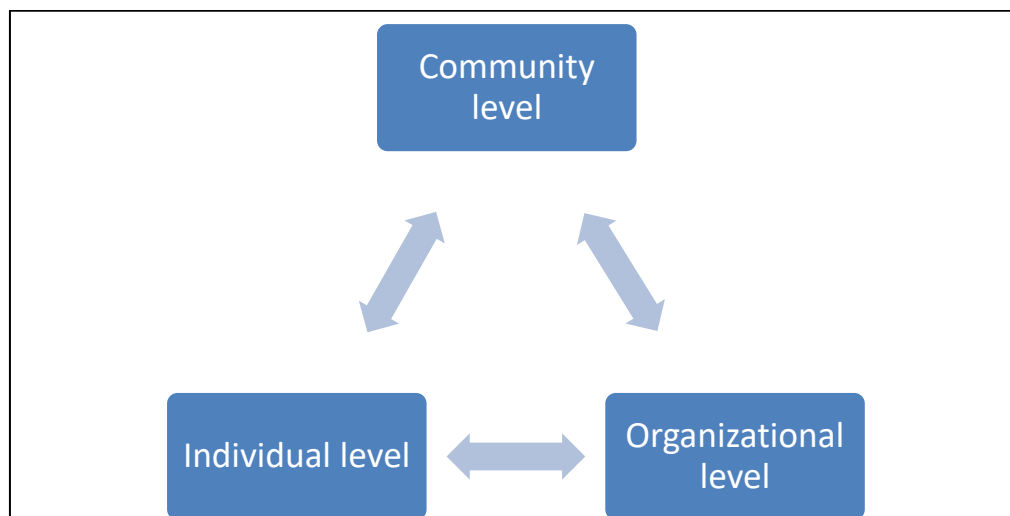 Community
level
Individual level
Organizational
level